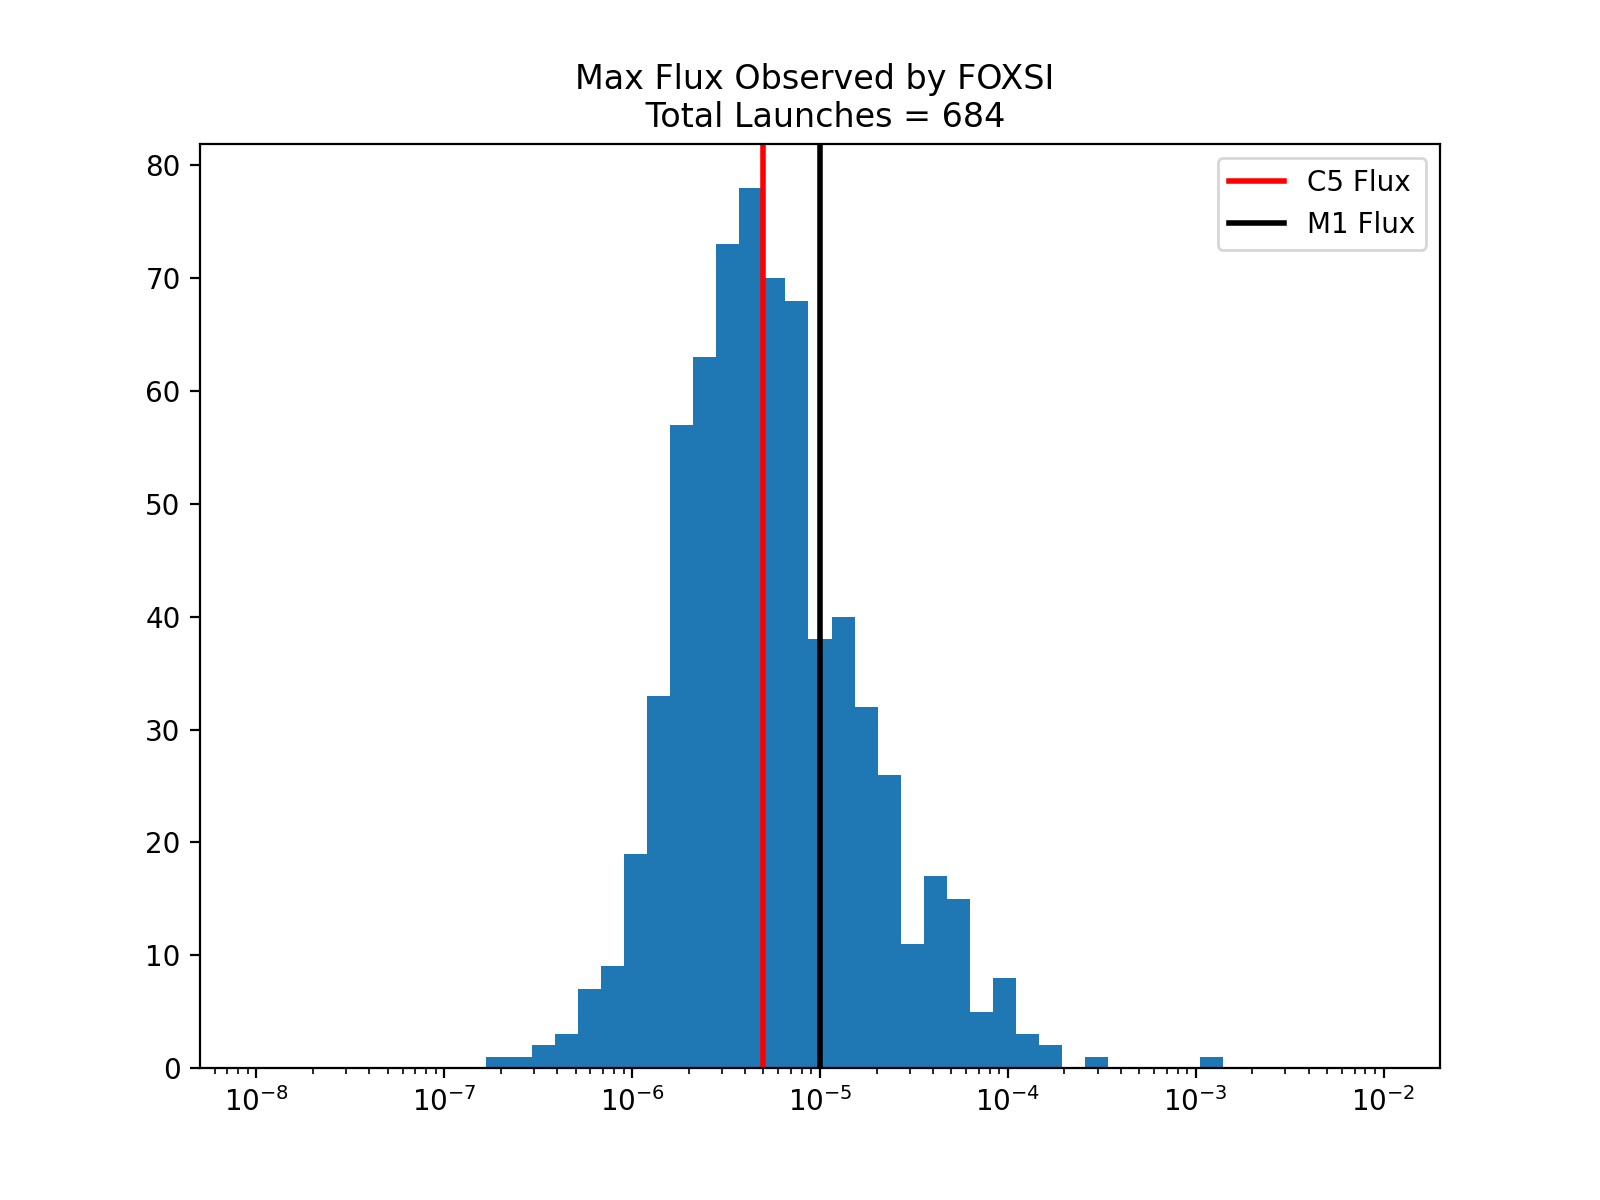 Max Flux Observed by FOXSI
Total Launches = 684
C5 Flux
M1 Flux
80
70
60
50
40
30
20
10
0
10⁻⁸ 10⁻⁷ 10⁻⁶ 10⁻⁵ 10⁻⁴ 10⁻³ 10⁻²